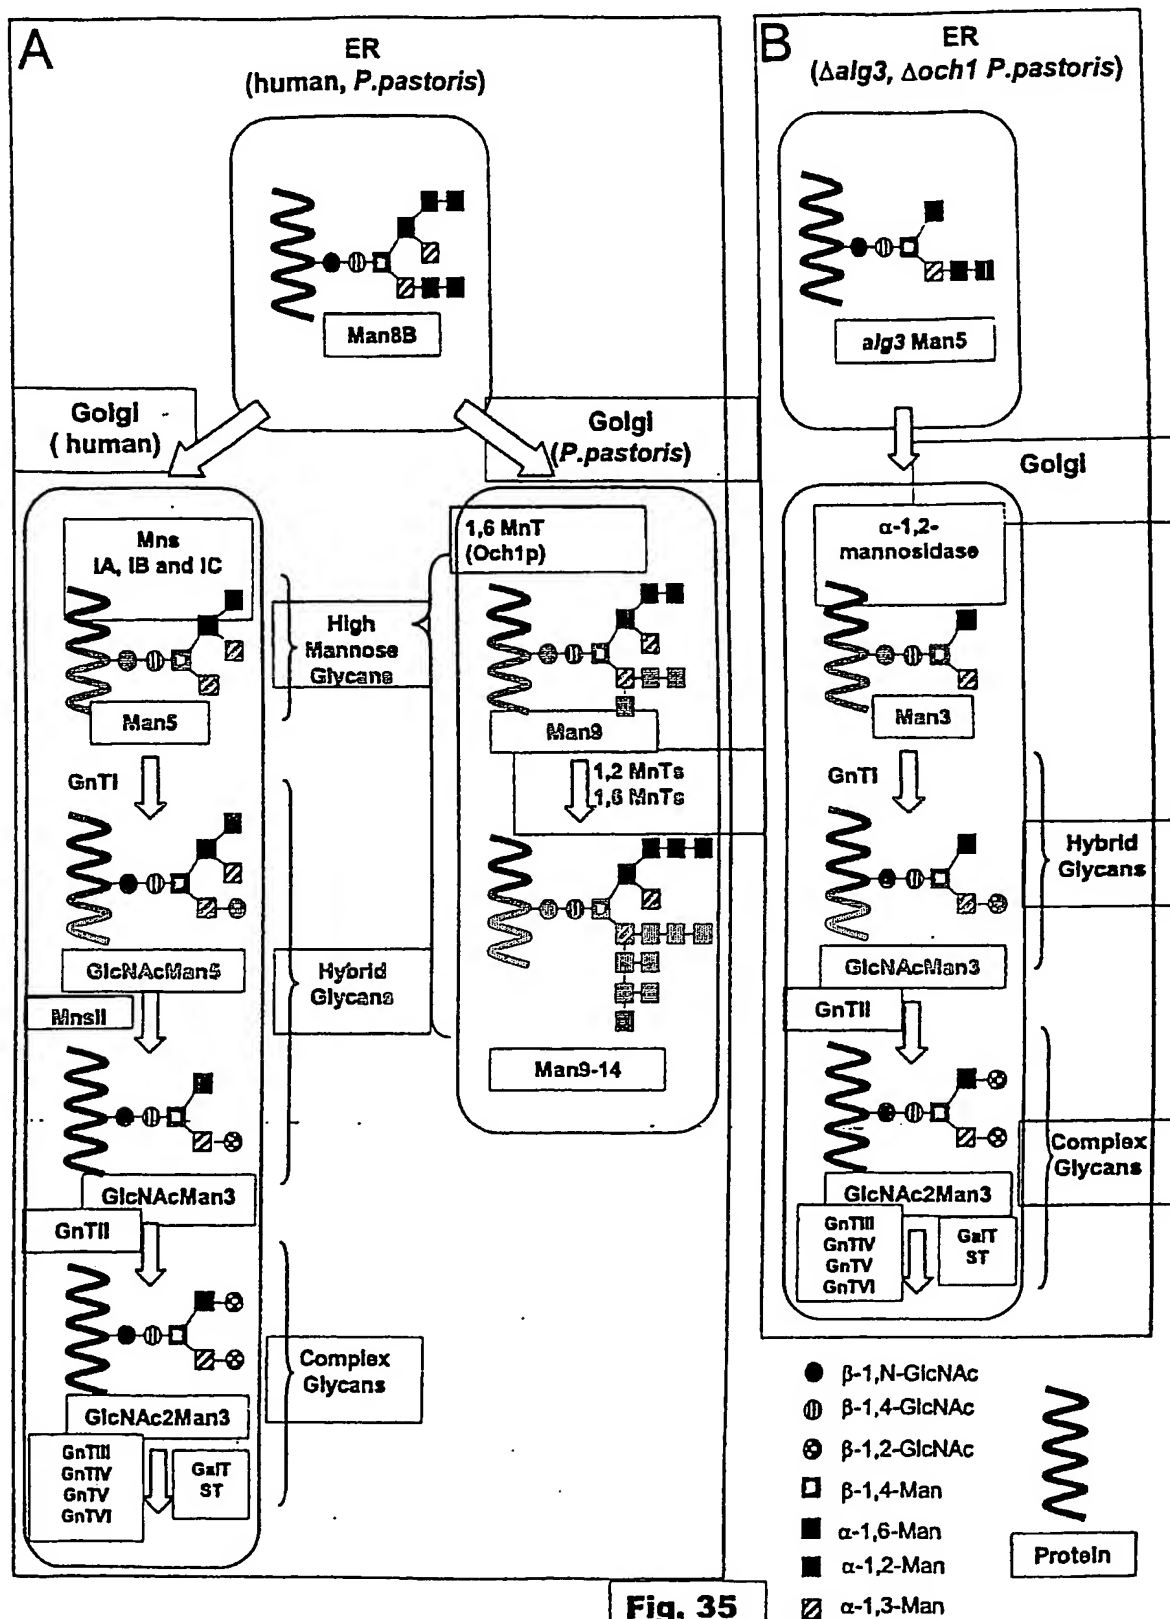 A
ER
(human, P.pastoris)
Man8B
Golgi
( human)
Golgi
(P.pastoris)
Mns
IA, IB and IC
Man5
GnTI
GlcNAcMan5
MnsII
GlcNAcMan3
GnTII
GlcNAc2Man3
GnTIII
GnTIV
GnTV
GnTVI
GalT
ST
High
Mannose
Glycans
Hybrid
Glycans
Complex
Glycans
1,6 MnT
(Och1p)
Man9
1,2 MnTs
1,6 MnTs
Man9-14
B
ER
(Δalg3, Δoch1 P.pastoris)
alg3 Man5
Golgi
α-1,2-
mannosidase
Man3
GnTI
GlcNAcMan3
GnTII
GlcNAc2Man3
GnTIII
GnTIV
GnTV
GnTVI
GalT
ST
Hybrid
Glycans
Complex
Glycans
β-1,N-GlcNAc
β-1,4-GlcNAc
β-1,2-GlcNAc
β-1,4-Man
α-1,6-Man
α-1,2-Man
α-1,3-Man
Protein
Fig. 35